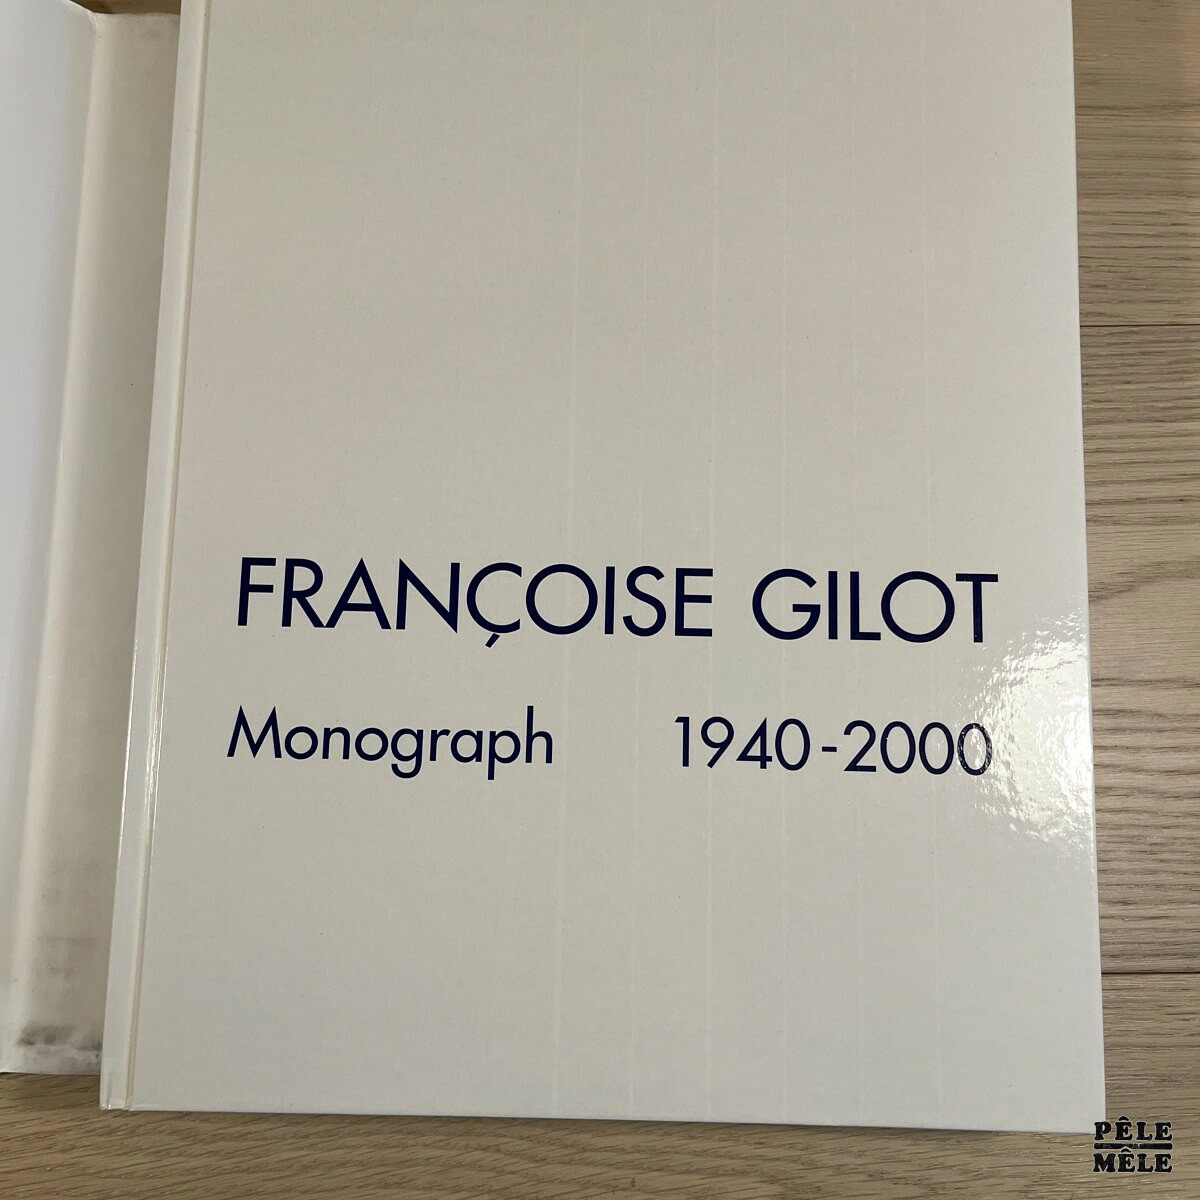 FRANÇOISE GILOT
Monograph 1940-2000
PÊLE
MÊLE